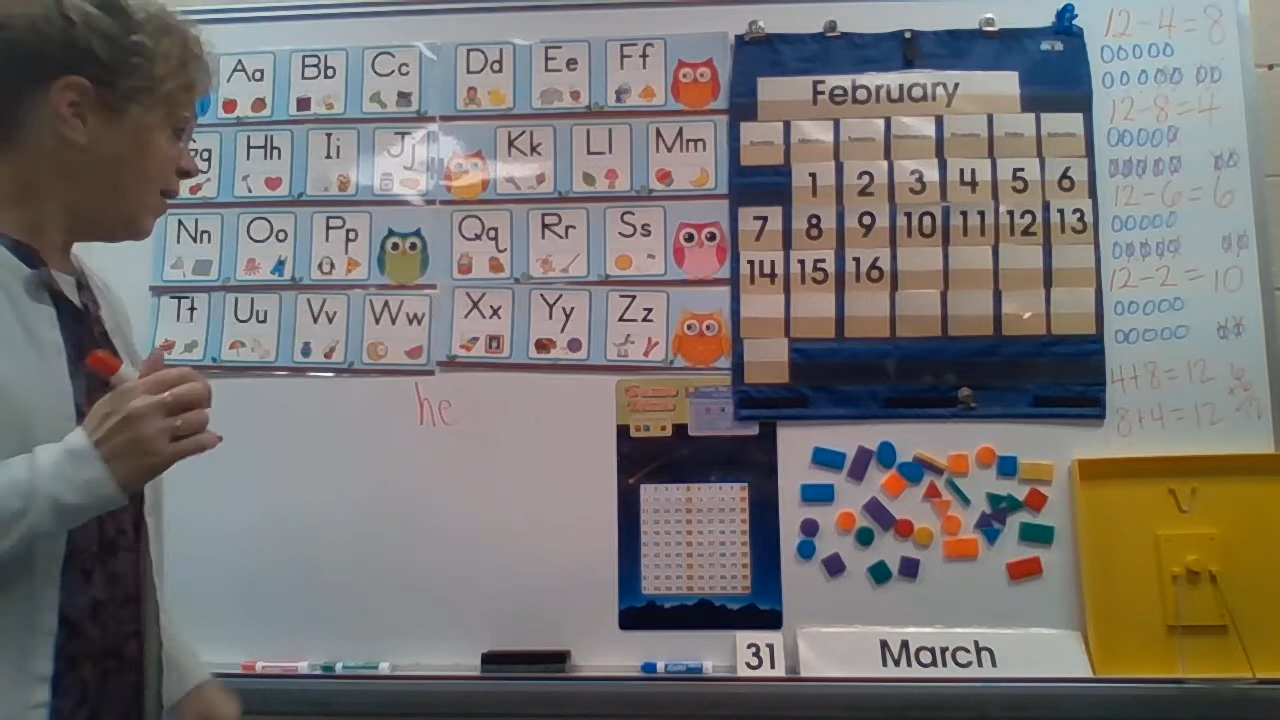 Aa Bb Cc Dd Ee Ff
Hh Ii Jj Kk Ll Mm
Nn Oo Pp Qq Rr Ss
Tt Uu Vv Ww Xx Yy Zz
he
February
1 2 3 4 5 6
7 8 9 10 11 12 13
14 15 16
12-4=8
12-8=4
12-6=6
12-2=10
4+8=12
8+4=12
31
March